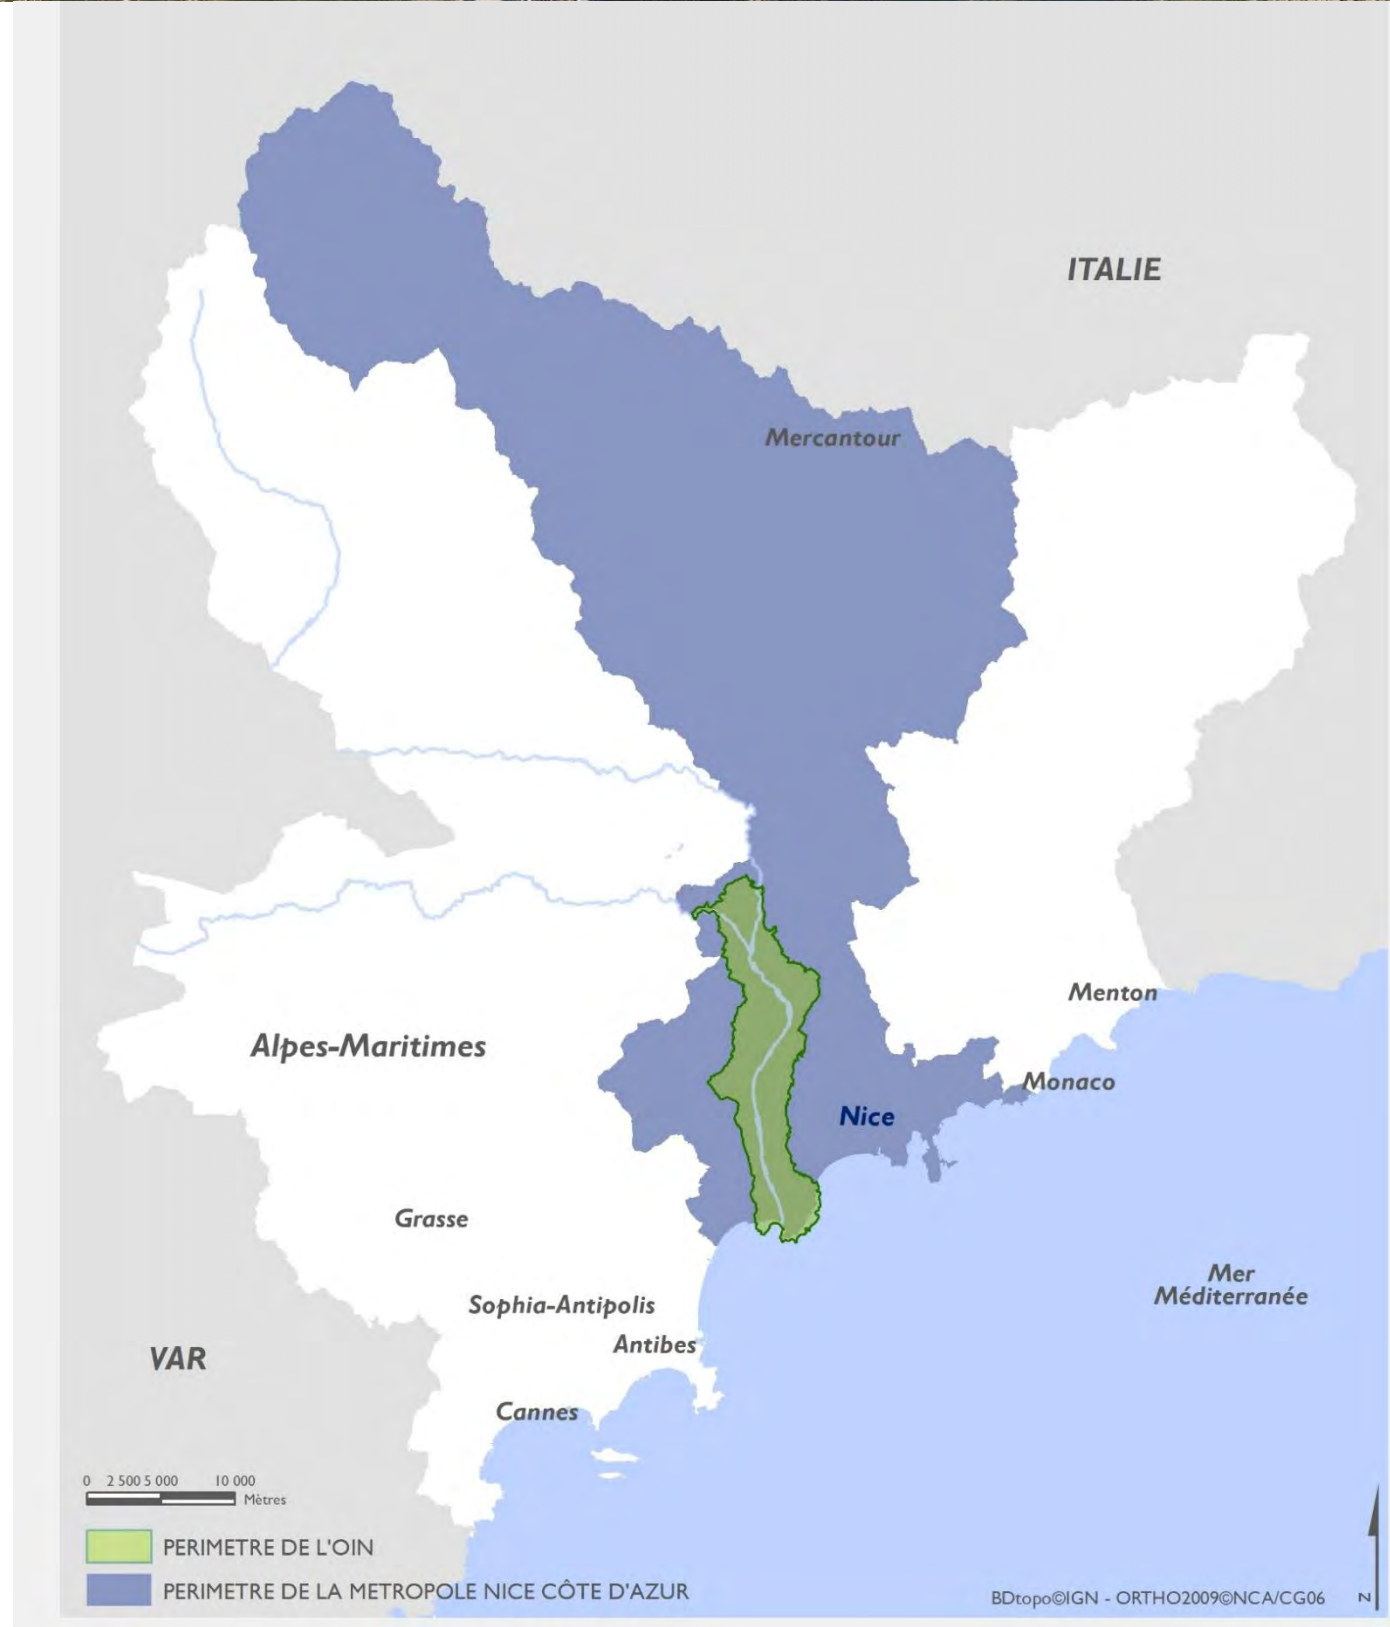 ITALIE
Mercantour
Menton
Alpes-Maritimes
Monaco
Nice
Grasse
Mer
Méditerranée
Sophia-Antipolis
Antibes
VAR
Cannes
0 2 500 5 000 10 000
Mètres
PERIMETRE DE L'OIN
PERIMETRE DE LA METROPOLE NICE CÔTE D'AZUR
BDtopo©IGN - ORTHO2009©NCA/CG06
N